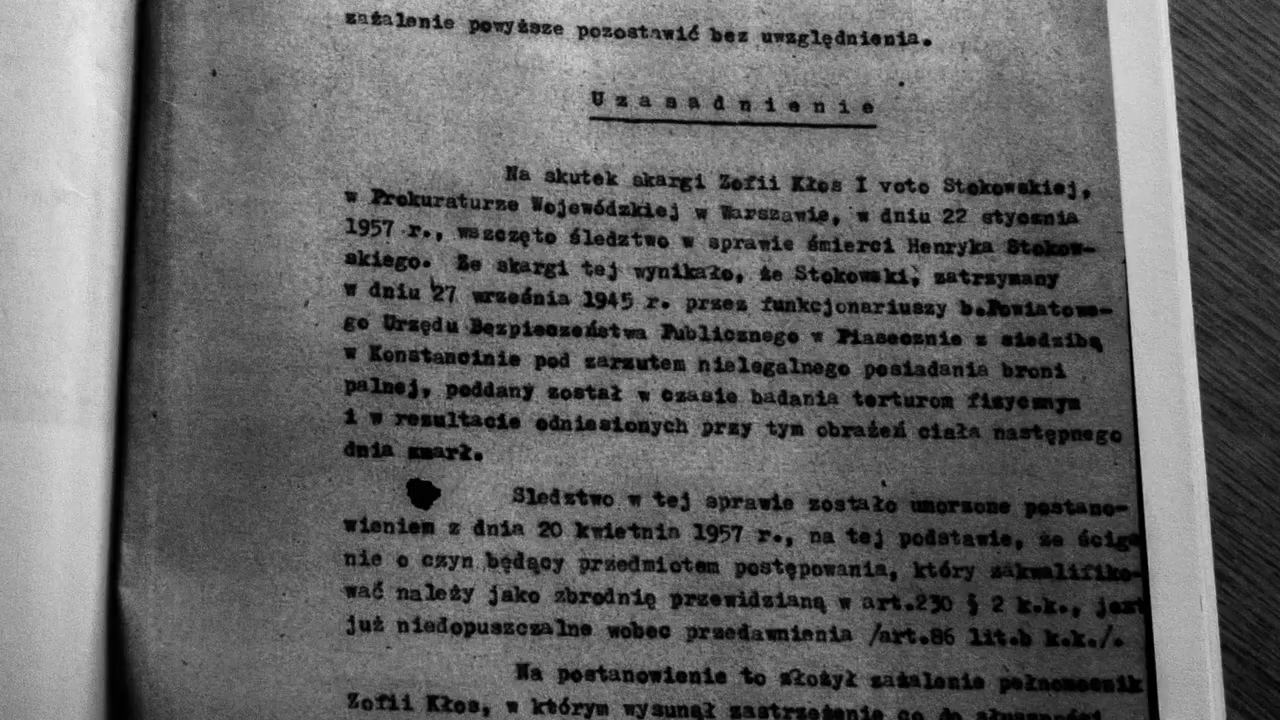 zażalenie powyższe pozostawić bez uwzględnienia.
Uzasadnienie
Na skutek skargi Zofii Kłos I voto Stokowskiej,
w Prokuraturze Wojewódzkiej w Warszawie, w dniu 22 stycznia
1957 r., wszczęto śledztwo w sprawie śmierci Henryka Stokow-
skiego. Ze skargi tej wynikało, że Stokowski, zatrzymany
w dniu 27 września 1945 r. przez funkcjonariuszy b.Powiatowe-
go Urzędu Bezpieczeństwa Publicznego w Piasecznie z siedzibą
w Konstancinie pod zarzutem nielegalnego posiadania broni
palnej, poddany został w czasie badania torturom fizycznym
i w rezultacie odniesionych przy tym obrażeń ciała następnego
dnia zmarł.
Sledztwo w tej sprawie zostało umorzone postano-
wieniem z dnia 20 kwietnia 1957 r., na tej podstawie, że ściga
nie o czyn będący przedmiotem postępowania, który zakwalifiko-
wać należy jako zbrodnię przewidzianą w art.230 § 2 k.k., jest
już niedopuszczalne wobec przedawnienia /art.86 lit.b k.k./.
Na postanowienie to złożył zażalenie pełnomocnik
Zofii Kłos, w którym wysunął zastrzeżenie co do słuszności